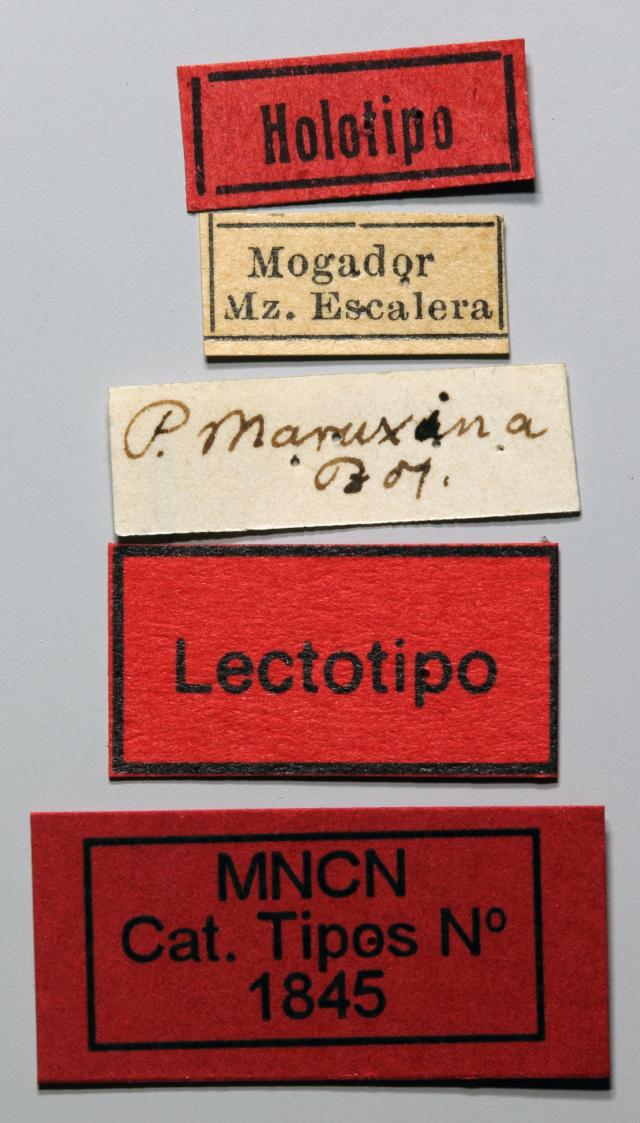 Holotipo
Mogador
Mz. Escalera
P. Maruxina
Bol.
Lectotipo
MNCN
Cat. Tipos Nº
1845